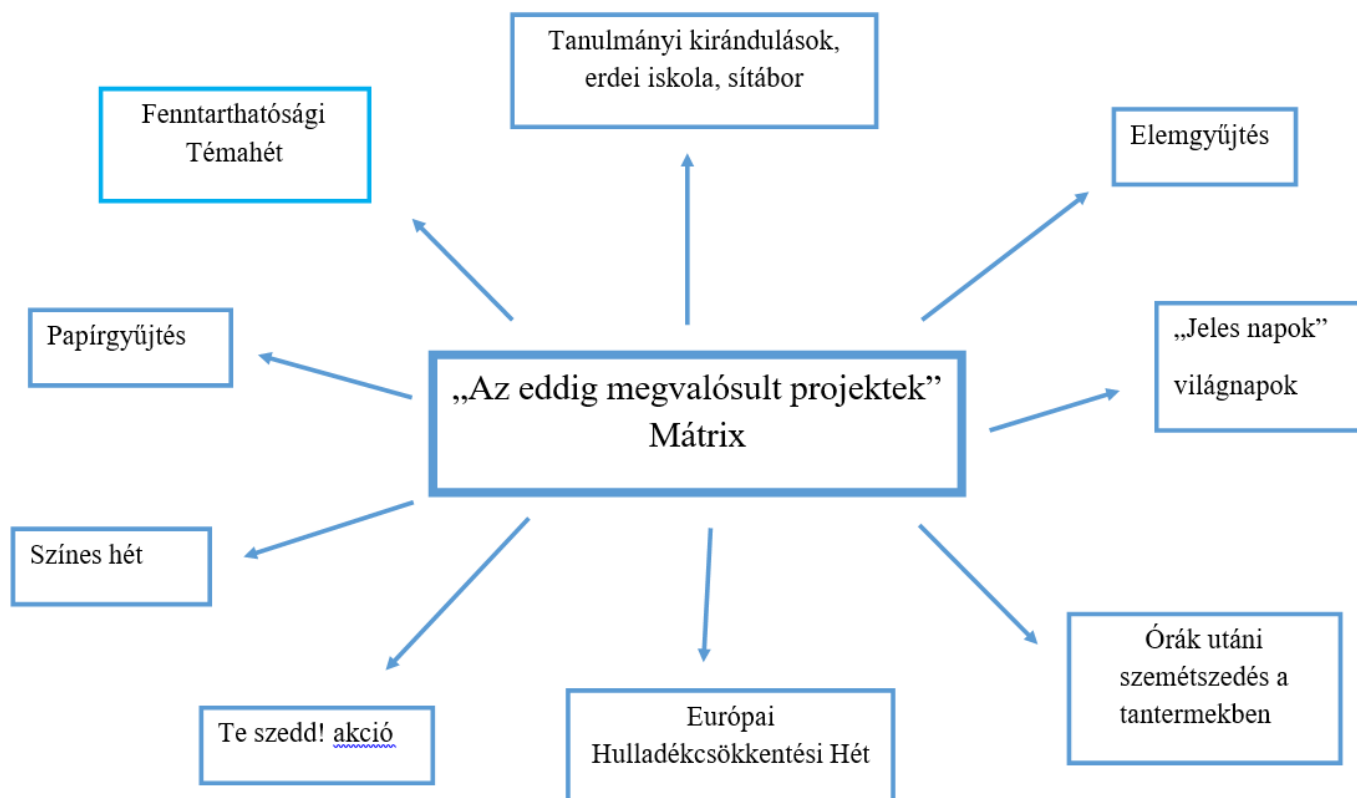 Tanulmányi kirándulások,
erdei iskola, sítábor
Fenntarthatósági
Témahét
Elemgyűjtés
Papírgyűjtés
„Jeles napok”
világnapok
„Az eddig megvalósult projektek”
Mátrix
Színes hét
Órák utáni
szemétszedés a
tantermekben
Te szedd! akció
Európai
Hulladékcsökkentési Hét